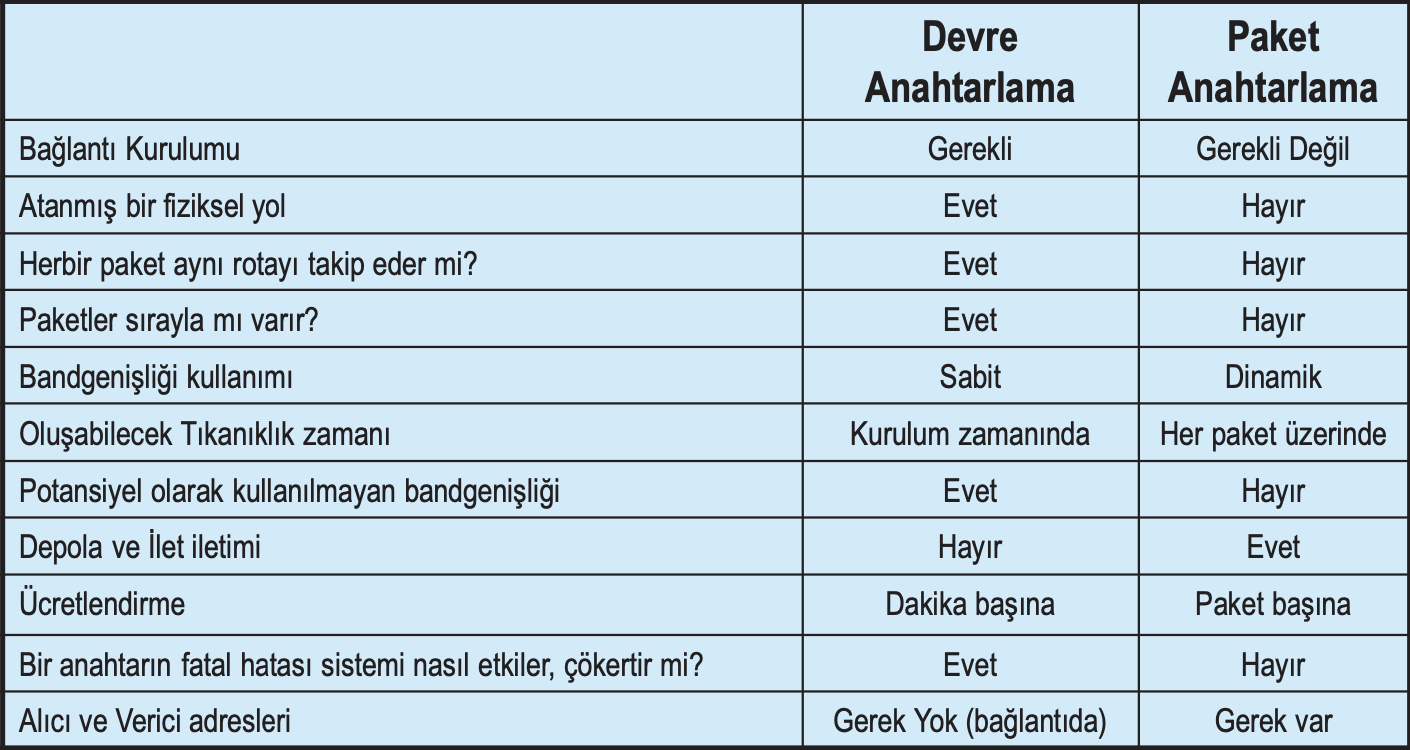 Devre Anahtarlama Paket Anahtarlama
Bağlantı Kurulumu Gerekli Gerekli Değil
Atanmış bir fiziksel yol Evet Hayır
Herbir paket aynı rotayı takip eder mi? Evet Hayır
Paketler sırayla mı varır? Evet Hayır
Bandgenişliği kullanımı Sabit Dinamik
Oluşabilecek Tıkanıklık zamanı Kurulum zamanında Her paket üzerinde
Potansiyel olarak kullanılmayan bandgenişliği Evet Hayır
Depola ve İlet iletimi Hayır Evet
Ücretlendirme Dakika başına Paket başına
Bir anahtarın fatal hatası sistemi nasıl etkiler, çökertir mi? Evet Hayır
Alıcı ve Verici adresleri Gerek Yok (bağlantıda) Gerek var